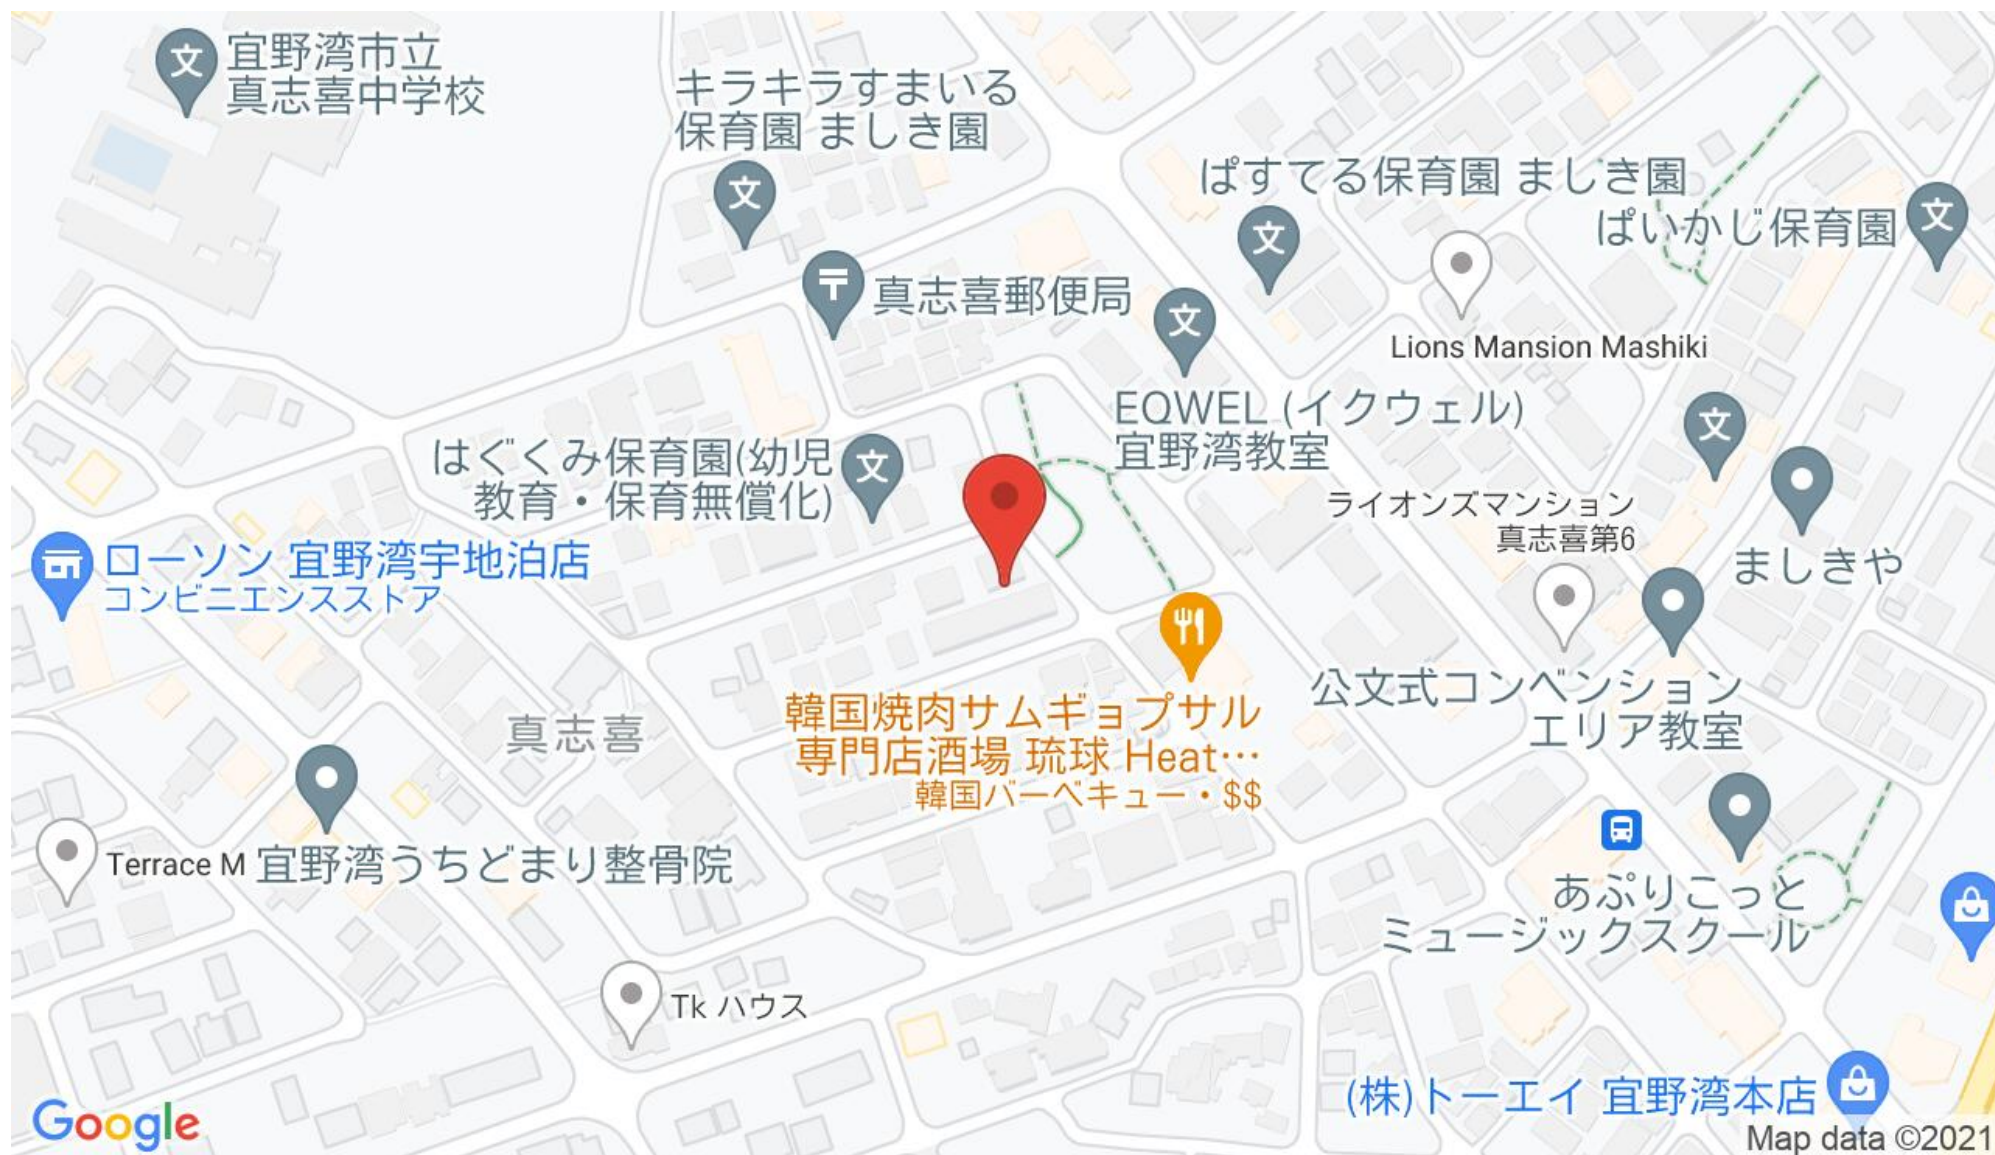 宜野湾市立
真志喜中学校
キラキラすまいる
保育園 ましき園
ぱすてる保育園 ましき園
ぱいかじ保育園
真志喜郵便局
Lions Mansion Mashiki
EQWEL (イクウェル)
宜野湾教室
はぐくみ保育園(幼児
教育・保育無償化)
ライオンズマンション
真志喜第6
ましきや
ローソン 宜野湾宇地泊店
コンビニエンスストア
公文式コンベンション
エリア教室
韓国焼肉サムギョプサル
専門店酒場 琉球 Heat…
韓国バーベキュー・$$
真志喜
Terrace M
宜野湾うちどまり整骨院
あぷりこっと
ミュージックスクール
Tk ハウス
(株)トーエイ 宜野湾本店
Google
Map data ©2021